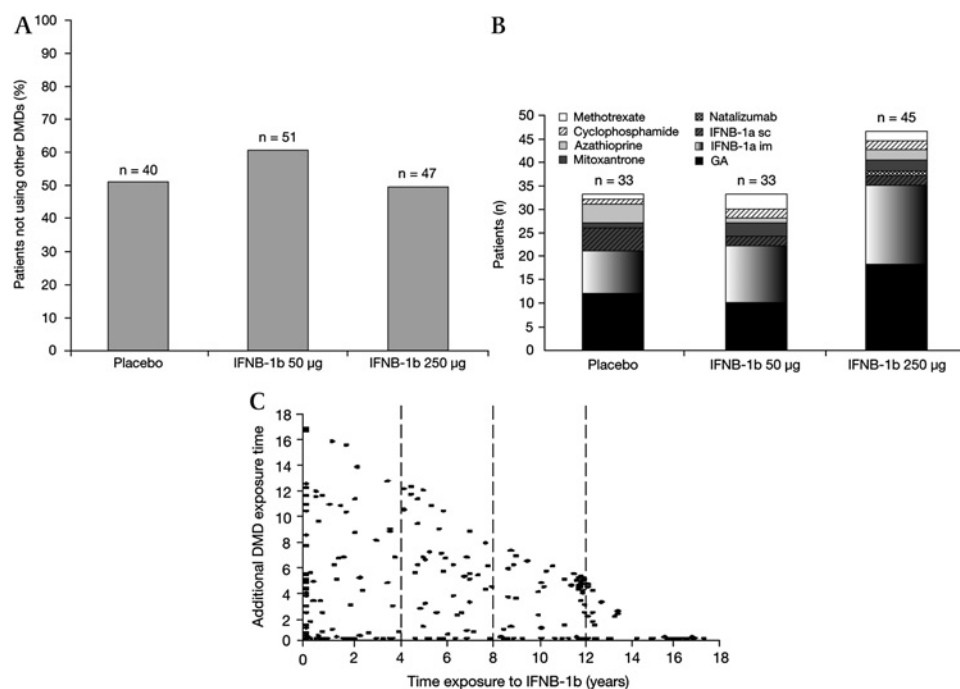 A
Patients not using other DMDs (%)
100
90
80
70
60
50
40
30
20
10
0
n = 40
n = 51
n = 47
Placebo
IFNB-1b 50 µg
IFNB-1b 250 µg
B
Patients (n)
50
45
40
35
30
25
20
15
10
5
0
Methotrexate
Cyclophosphamide
Azathioprine
Mitoxantrone
Natalizumab
IFNB-1a sc
IFNB-1a im
GA
n = 33
n = 33
n = 45
Placebo
IFNB-1b 50 µg
IFNB-1b 250 µg
C
Additional DMD exposure time
18
16
14
12
10
8
6
4
2
0
0 2 4 6 8 10 12 14 16 18
Time exposure to IFNB-1b (years)